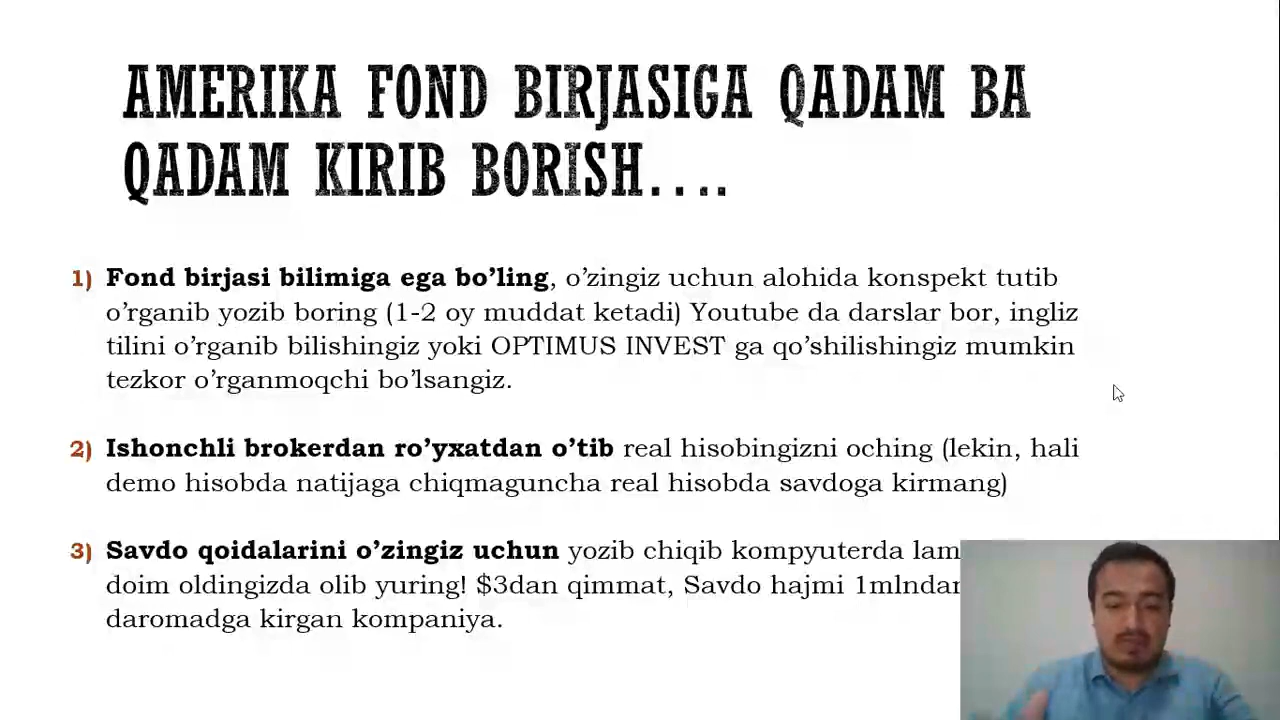 AMERIKA FOND BIRJASIGA QADAM BA
QADAM KIRIB BORISH....
1) Fond birjasi bilimiga ega bo’ling, o’zingiz uchun alohida konspekt tutib
o’rganib yozib boring (1-2 oy muddat ketadi) Youtube da darslar bor, ingliz
tilini o’rganib bilishingiz yoki OPTIMUS INVEST ga qo’shilishingiz mumkin
tezkor o’rganmoqchi bo’lsangiz.
2) Ishonchli brokerdan ro’yxatdan o’tib real hisobingizni oching (lekin, hali
demo hisobda natijaga chiqmaguncha real hisobda savdoga kirmang)
3) Savdo qoidalarini o’zingiz uchun yozib chiqib kompyuterda
doim oldingizda olib yuring! $3dan qimmat, Savdo hajmi 1mlndan
daromadga kirgan kompaniya.